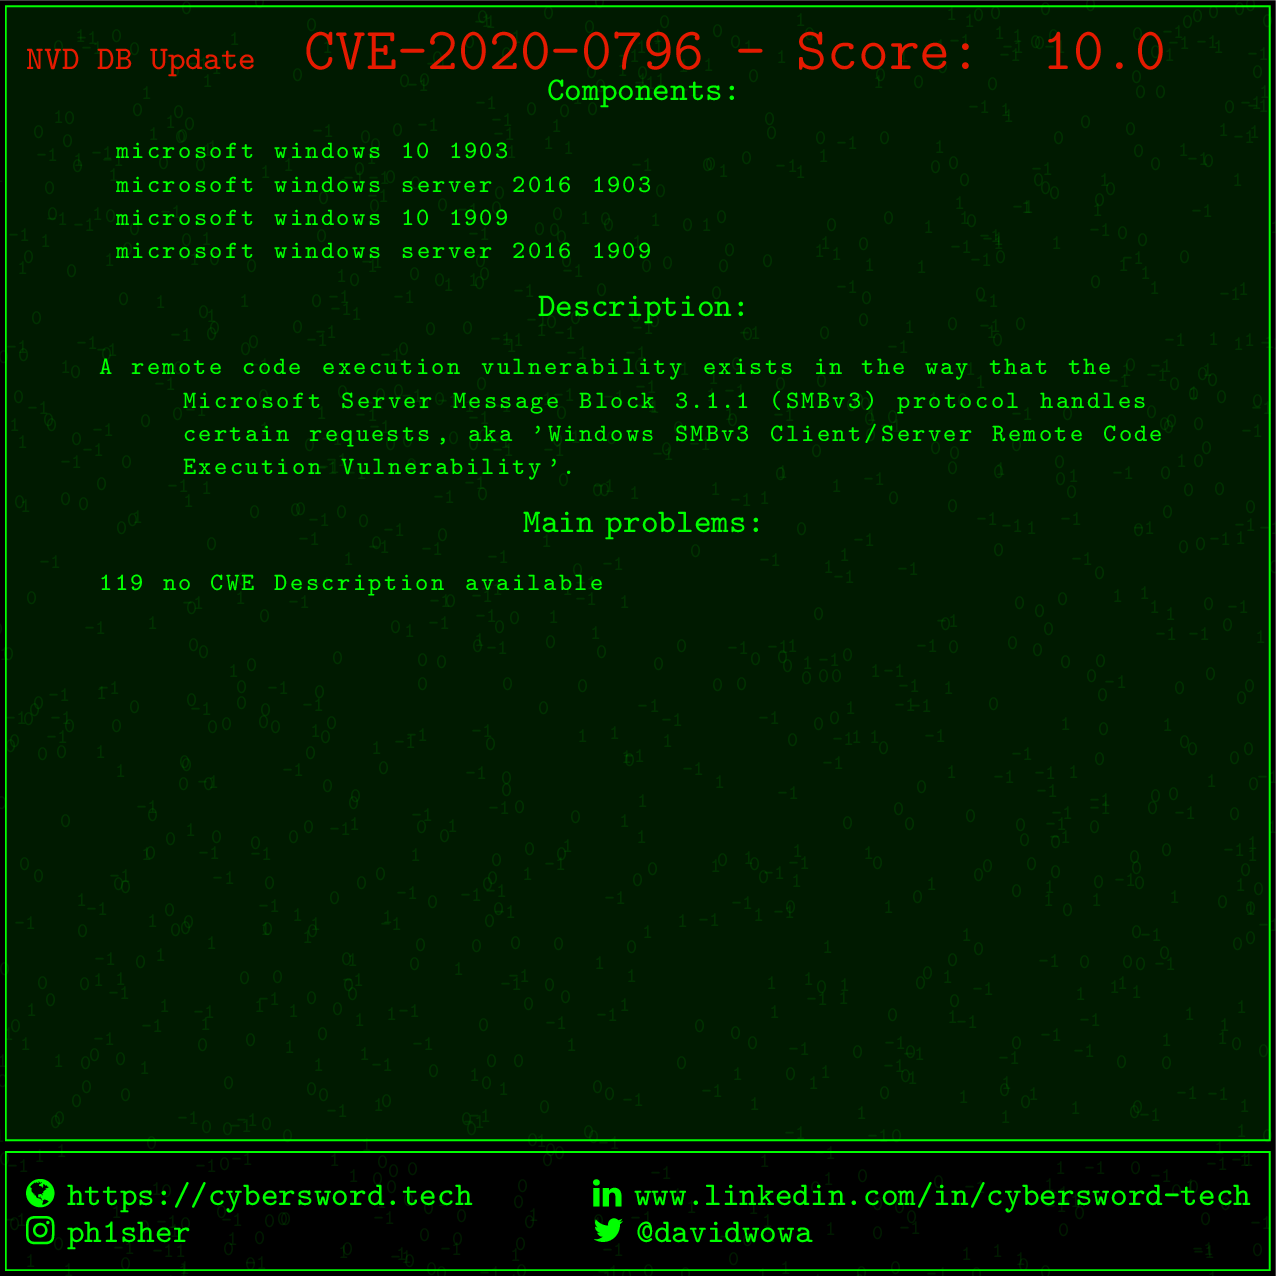 NVD DB Update CVE-2020-0796 - Score: 10.0
Components:
microsoft windows 10 1903
microsoft windows server 2016 1903
microsoft windows 10 1909
microsoft windows server 2016 1909
Description:
A remote code execution vulnerability exists in the way that the
Microsoft Server Message Block 3.1.1 (SMBv3) protocol handles
certain requests, aka 'Windows SMBv3 Client/Server Remote Code
Execution Vulnerability'.
Main problems:
119 no CWE Description available
https://cybersword.tech
www.linkedin.com/in/cybersword-tech
ph1sher
@davidwowa